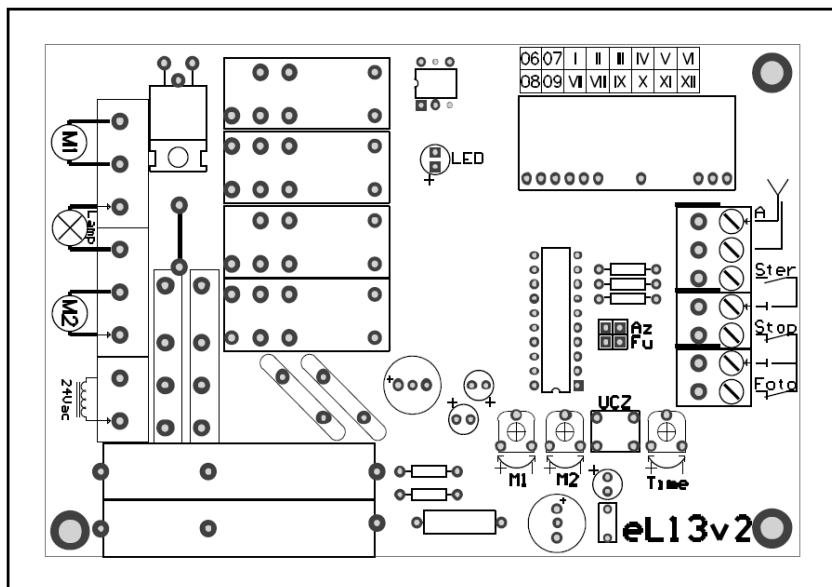 06 07 I II III IV V VI
08 09 VII VIII IX X XI XII
M1
LED
A
Lamp
Ster
M2
Az
Stop
Fu
24Vac
Foto
UCZ
M1 M2 Time
eL13v2